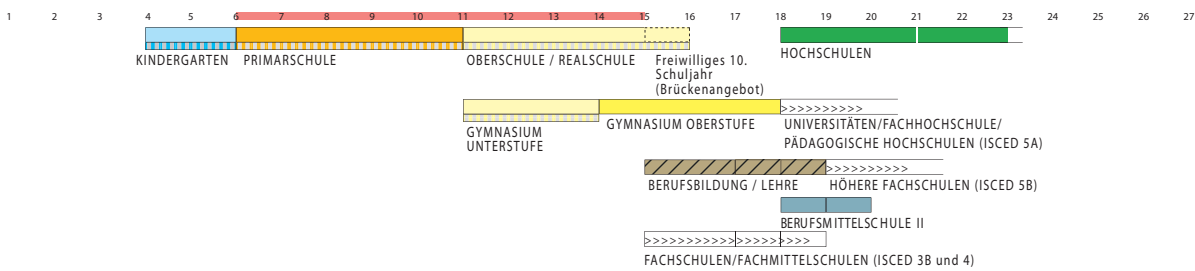 1 2 3 4 5 6 7 8 9 10 11 12 13 14 15 16 17 18 19 20 21 22 23 24 25 26 27
KINDERGARTEN PRIMARSCHULE OBERSCHULE / REALSCHULE Freiwilliges 10.
Schuljahr
(Brückenangebot)
HOCHSCHULEN
>>>>>>>>>>
GYMNASIUM
UNTERSTUFE
GYMNASIUM OBERSTUFE
UNIVERSITÄTEN/FACHHOCHSCHULE/
PÄDAGOGISCHE HOCHSCHULEN (ISCED 5A)
>>>>>>>>>>
BERUFSBILDUNG / LEHRE HÖHERE FACHSCHULEN (ISCED 5B)
BERUFSMITTELSCHULE II
>>>>>>>>>>>>>>>>>>>>
FACHSCHULEN/FACHMITTELSCHULEN (ISCED 3B und 4)